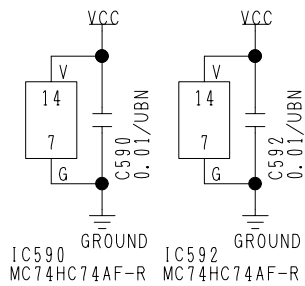 VCC
V
14
7
G
C590
0.01/UBN
GROUND
IC590
MC74HC74AF-R
VCC
V
14
7
G
C592
0.01/UBN
GROUND
IC592
MC74HC74AF-R